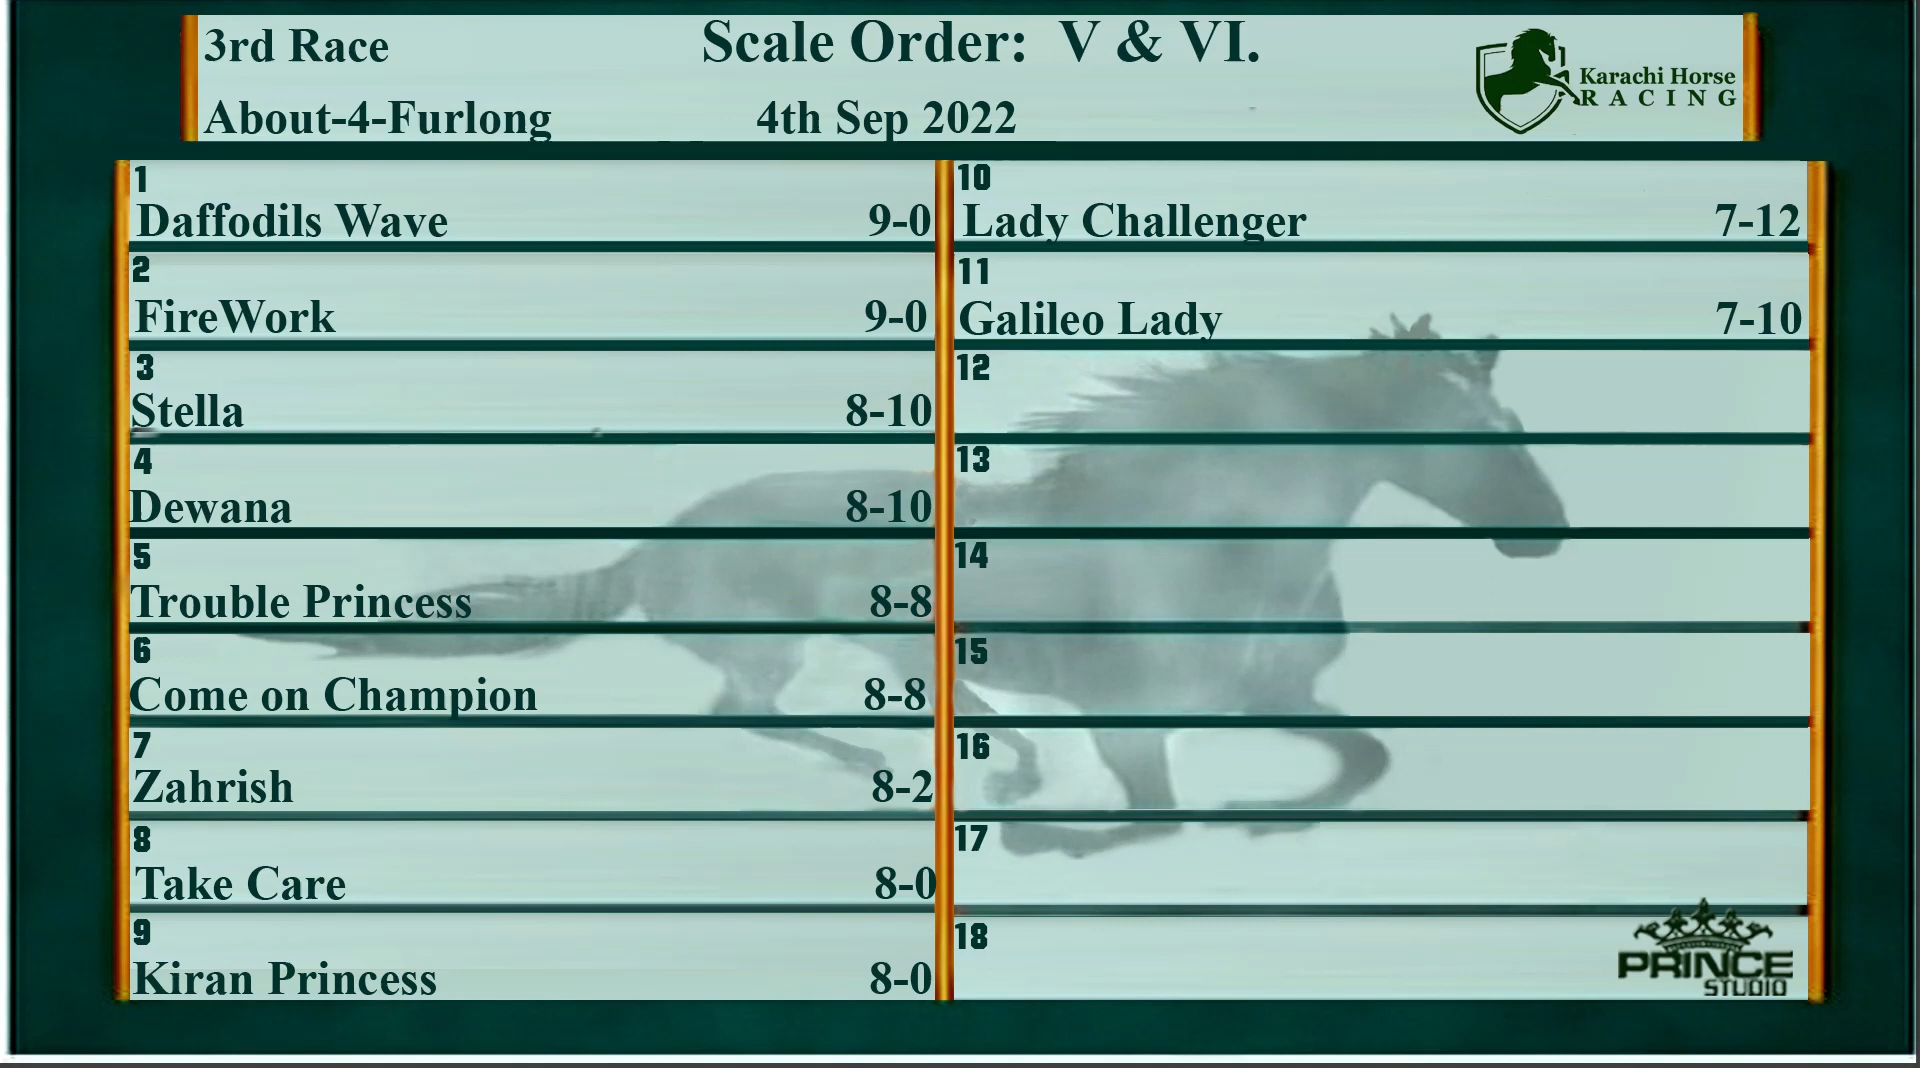 3rd Race
Scale Order: V & VI.
About-4-Furlong
4th Sep 2022
Karachi Horse
RACING
1
Daffodils Wave 9-0
2
FireWork 9-0
3
Stella 8-10
4
Dewana 8-10
5
Trouble Princess 8-8
6
Come on Champion 8-8
7
Zahrish 8-2
8
Take Care 8-0
9
Kiran Princess 8-0
10
Lady Challenger 7-12
11
Galileo Lady 7-10
12
13
14
15
16
17
18
PRINCE
STUDIO